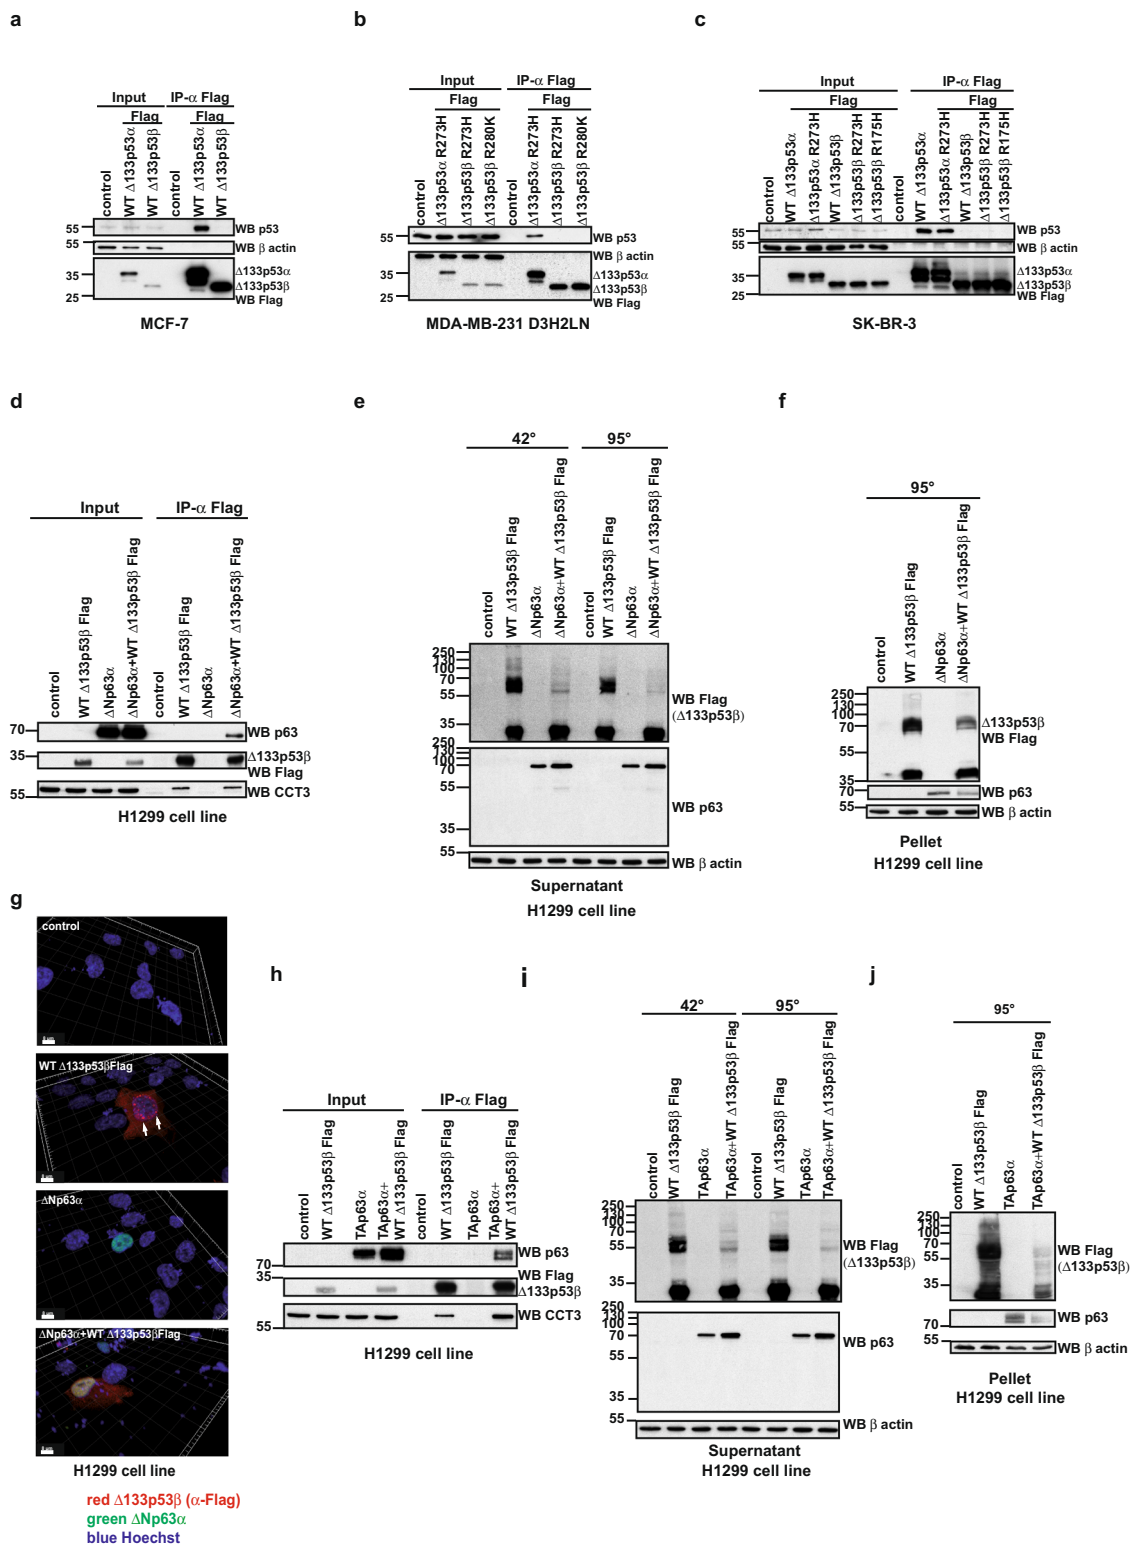 a
Input IP-α Flag
Flag Flag
control
WT Δ133p53α
WT Δ133p53β
control
WT Δ133p53α
WT Δ133p53β
55 WB p53
WB β actin
35 Δ133p53α
Δ133p53β
25 WB Flag
MCF-7
b
Input IP-α Flag
Flag Flag
control
Δ133p53α R273H
Δ133p53β R273H
Δ133p53β R280K
control
Δ133p53α R273H
Δ133p53β R273H
Δ133p53β R280K
55 WB p53
WB β actin
35 Δ133p53α
Δ133p53β
25 WB Flag
MDA-MB-231 D3H2LN
c
Input IP-α Flag
Flag Flag
control
WT Δ133p53α
Δ133p53α R273H
WT Δ133p53β
Δ133p53β R273H
Δ133p53β R175H
control
WT Δ133p53α
Δ133p53α R273H
WT Δ133p53β
Δ133p53β R273H
Δ133p53β R175H
55 WB p53
WB β actin
35 Δ133p53α
Δ133p53β
25 WB Flag
SK-BR-3
d
Input IP-α Flag
control
WT Δ133p53β Flag
ΔNp63α
ΔNp63α+WT Δ133p53β Flag
control
WT Δ133p53β Flag
ΔNp63α
ΔNp63α+WT Δ133p53β Flag
70 WB p63
35 Δ133p53β
WB Flag
55 WB CCT3
H1299 cell line
e
42° 95°
control
WT Δ133p53β Flag
ΔNp63α
ΔNp63α+WT Δ133p53β Flag
control
WT Δ133p53β Flag
ΔNp63α
ΔNp63α+WT Δ133p53β Flag
250
130
100
70
55 WB Flag
(Δ133p53β)
35
250
130
100
70
55 WB p63
35
55 WB β actin
Supernatant
H1299 cell line
f
95°
control
WT Δ133p53β Flag
ΔNp63α
ΔNp63α+WT Δ133p53β Flag
250
130
100 Δ133p53β
70 WB Flag
55
35
70 WB p63
55 WB β actin
Pellet
H1299 cell line
g
control
WT Δ133p53βFlag
ΔNp63α
ΔNp63α+WT Δ133p53βFlag
H1299 cell line
red Δ133p53β (α-Flag)
green ΔNp63α
blue Hoechst
h
Input IP-α Flag
control
WT Δ133p53β Flag
TAp63α
TAp63α+
WT Δ133p53β Flag
control
WT Δ133p53β Flag
TAp63α
TAp63α+
WT Δ133p53β Flag
70 WB p63
35 WB Flag
Δ133p53β
55 WB CCT3
H1299 cell line
i
42° 95°
control
WT Δ133p53β Flag
TAp63α
TAp63α+WT Δ133p53β Flag
control
WT Δ133p53β Flag
TAp63α
TAp63α+WT Δ133p53β Flag
250
130
100
70
55 WB Flag
(Δ133p53β)
35
250
130
100
70 WB p63
55
35
55 WB β actin
Supernatant
H1299 cell line
j
95°
control
WT Δ133p53β Flag
TAp63α
TAp63α+WT Δ133p53β Flag
250
130
100
70
55 WB Flag
(Δ133p53β)
35
70 WB p63
55 WB β actin
Pellet
H1299 cell line